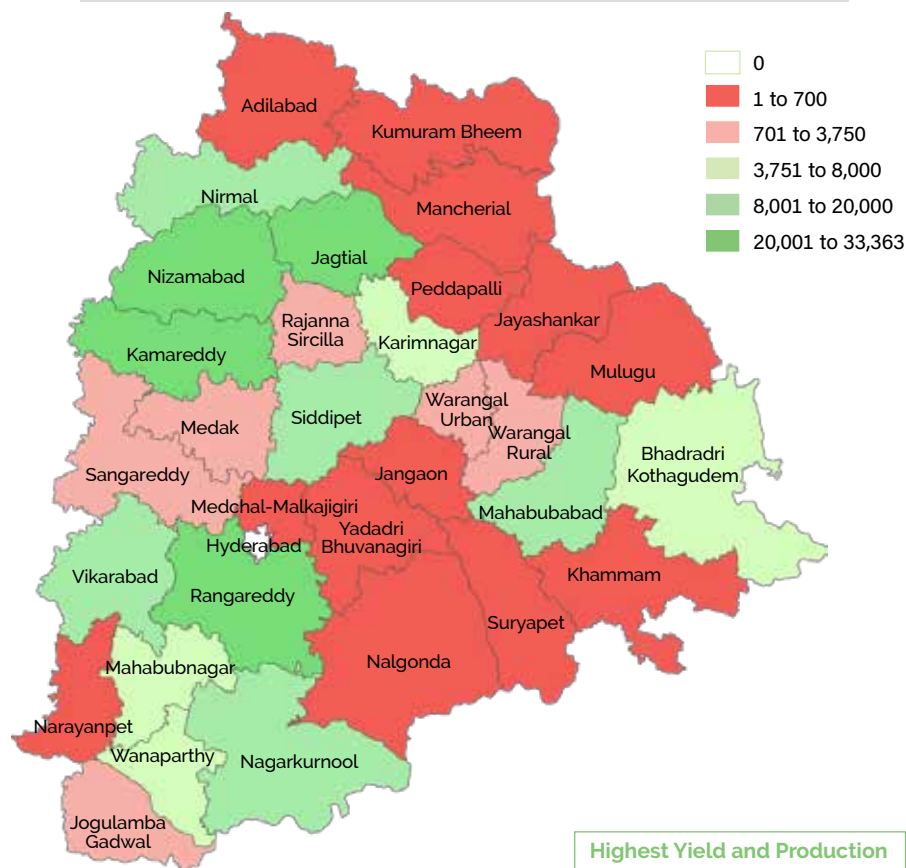 0
1 to 700
701 to 3,750
3,751 to 8,000
8,001 to 20,000
20,001 to 33,363
Adilabad
Kumuram Bheem
Nirmal
Mancherial
Jagtial
Nizamabad
Peddapalli
Rajanna
Sircilla
Jayashankar
Karimnagar
Kamareddy
Mulugu
Warangal
Urban
Siddipet
Medak
Warangal
Rural
Bhadradri
Kothagudem
Sangareddy
Jangaon
Medchal-Malkajigiri
Mahabubabad
Yadadri
Bhuvanagiri
Hyderabad
Vikarabad
Khammam
Rangareddy
Suryapet
Nalgonda
Mahabubnagar
Narayanpet
Wanaparthy
Nagarkurnool
Jogulamba
Gadwal
Highest Yield and Production